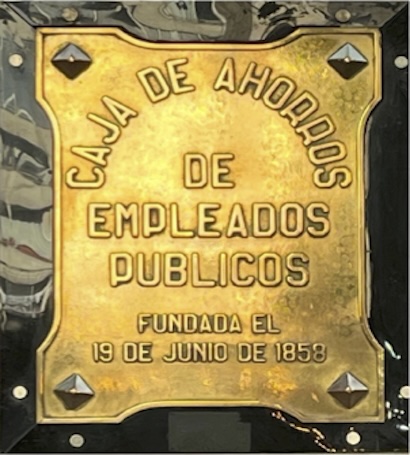 CAJA DE AHORROS
DE
EMPLEADOS
PUBLICOS
FUNDADA EL
19 DE JUNIO DE 1858